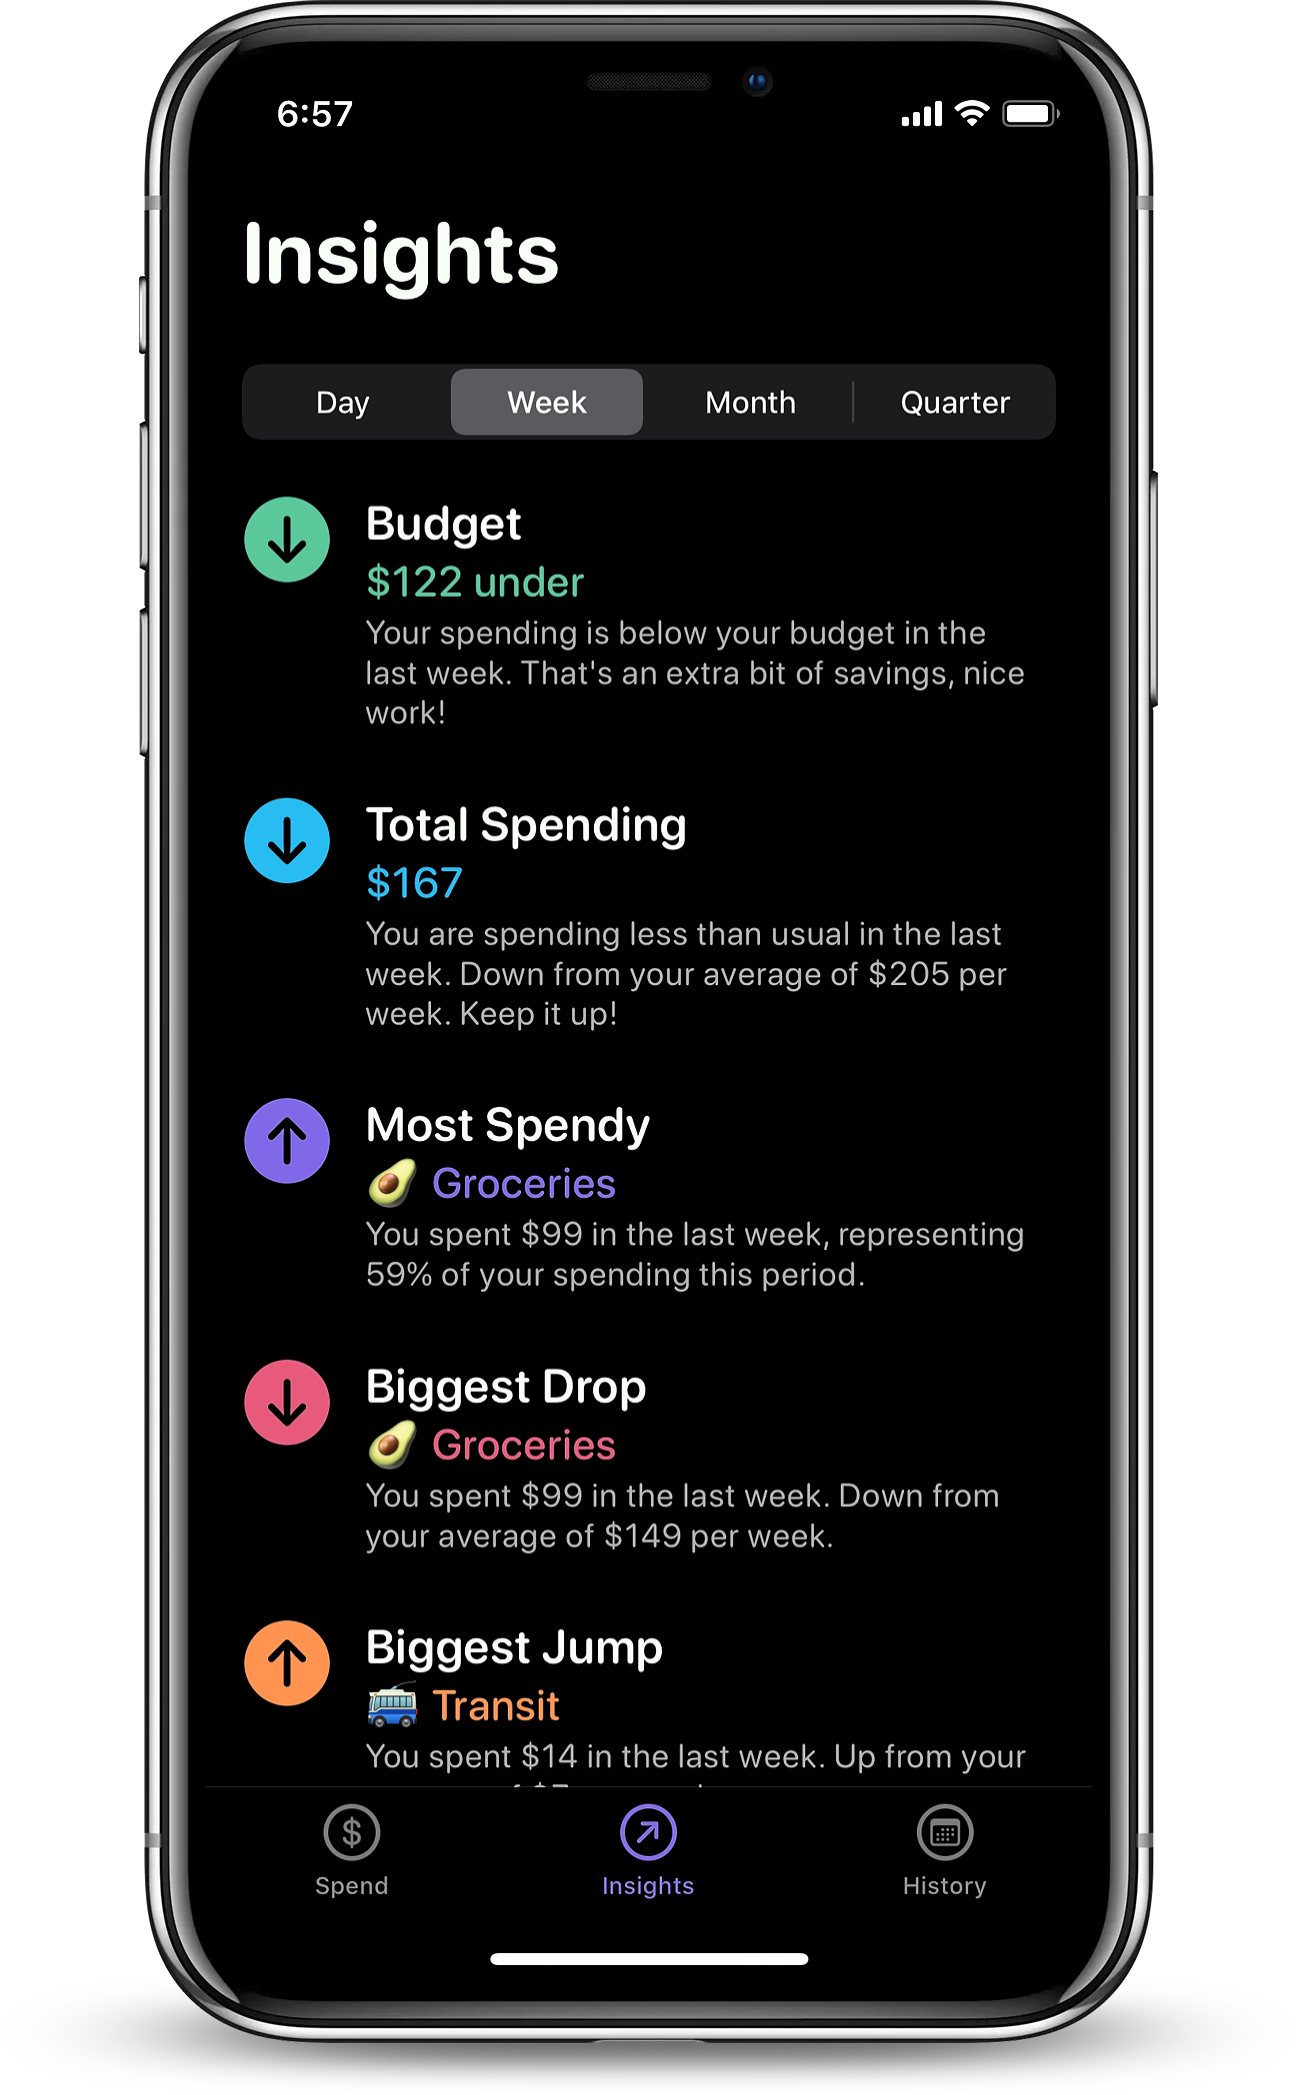 6:57
Insights
Day Week Month Quarter
Budget
$122 under
Your spending is below your budget in the
last week. That's an extra bit of savings, nice
work!
Total Spending
$167
You are spending less than usual in the last
week. Down from your average of $205 per
week. Keep it up!
Most Spendy
Groceries
You spent $99 in the last week, representing
59% of your spending this period.
Biggest Drop
Groceries
You spent $99 in the last week. Down from
your average of $149 per week.
Biggest Jump
Transit
You spent $14 in the last week. Up from your
$
Spend Insights History